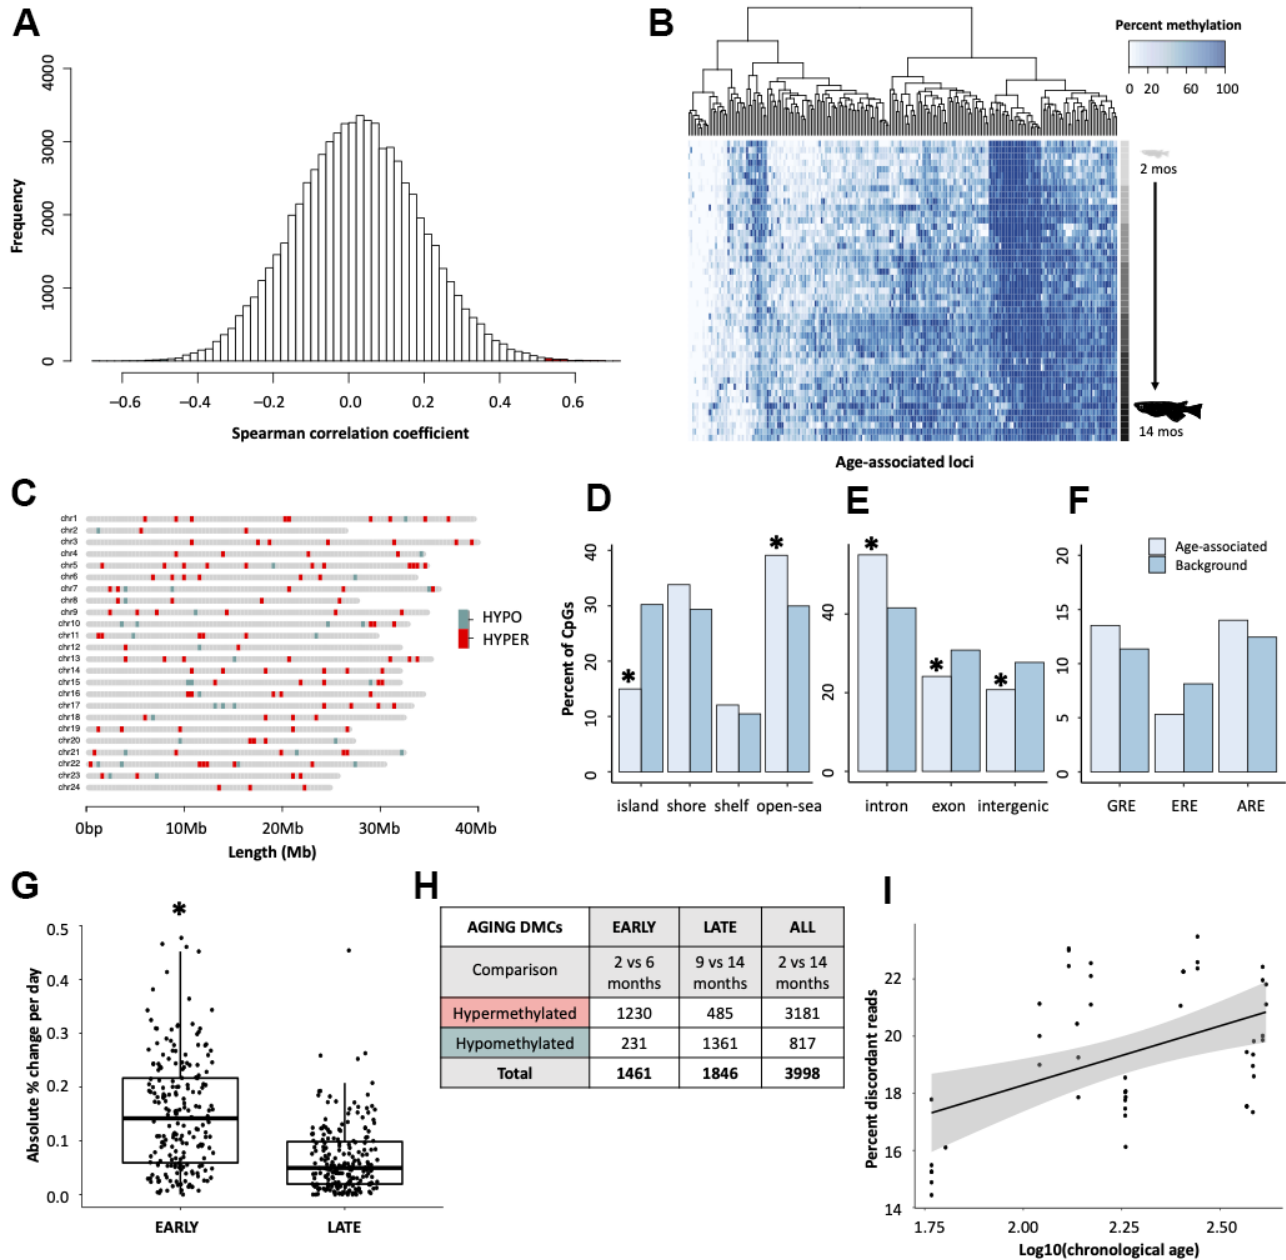 A
4000
3000
2000
1000
0
Frequency
−0.6 −0.4 −0.2 0.0 0.2 0.4 0.6
Spearman correlation coefficient
B
Percent methylation
0 20 60 100
2 mos
14 mos
Age-associated loci
C
chr1
chr2
chr3
chr4
chr5
chr6
chr7
chr8
chr9
chr10
chr11
chr12
chr13
chr14
chr15
chr16
chr17
chr18
chr19
chr20
chr21
chr22
chr23
chr24
HYPO
HYPER
0bp 10Mb 20Mb 30Mb 40Mb
Length (Mb)
D
Percent of CpGs
40
30
20
10
0
* *
island shore shelf open-sea
E
40
20
0
* * *
intron exon intergenic
F
Age-associated
Background
20
15
10
5
0
GRE ERE ARE
G
Absolute % change per day
0.5
0.4
0.3
0.2
0.1
0.0
*
EARLY LATE
H
AGING DMCs EARLY LATE ALL
Comparison 2 vs 6 months 9 vs 14 months 2 vs 14 months
Hypermethylated 1230 485 3181
Hypomethylated 231 1361 817
Total 1461 1846 3998
I
Percent discordant reads
22
20
18
16
14
1.75 2.00 2.25 2.50
Log10(chronological age)